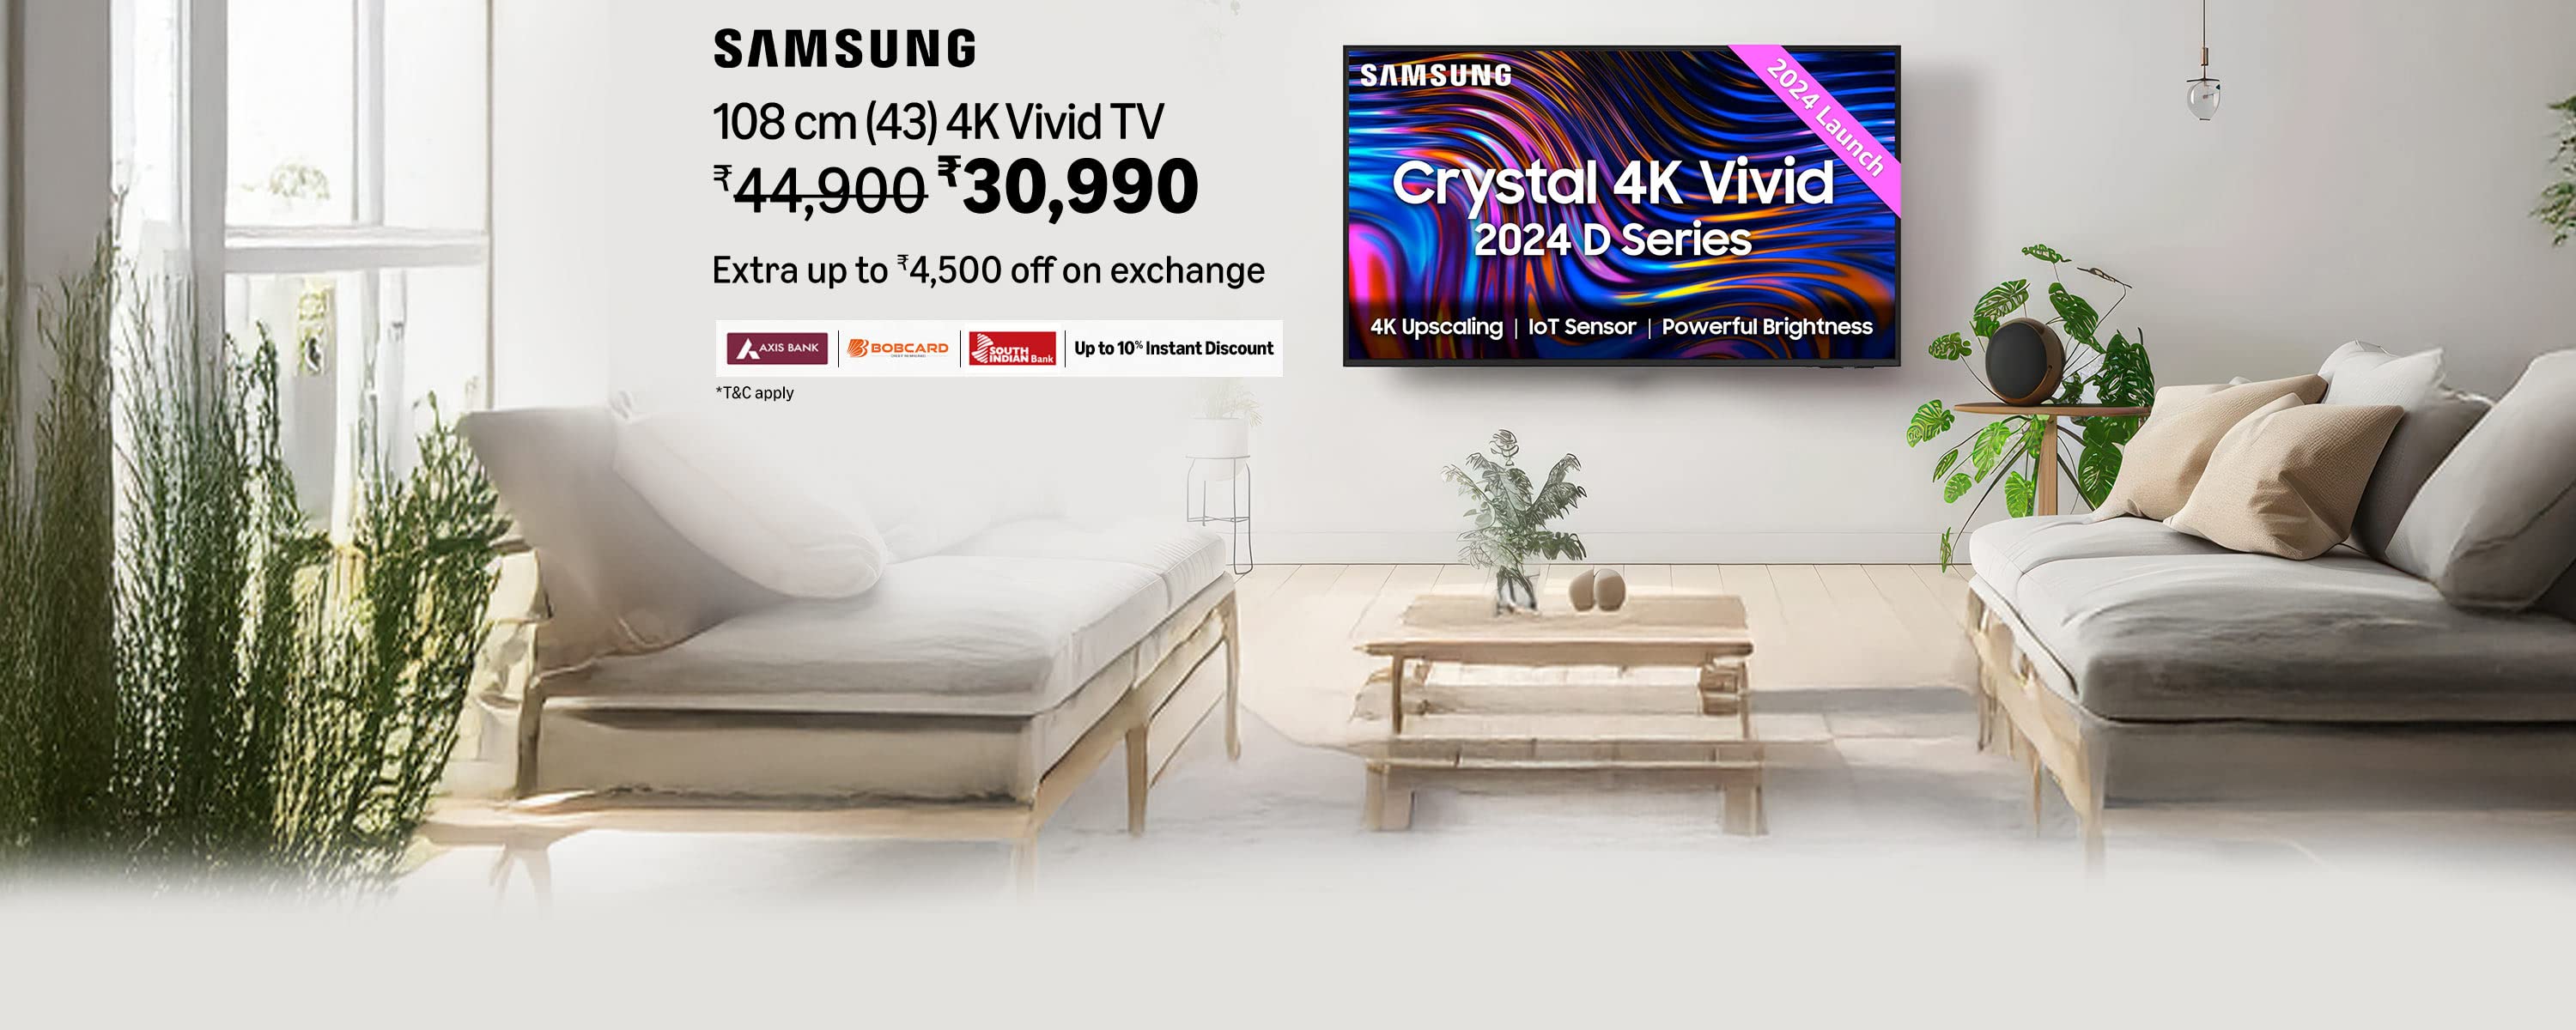 SAMSUNG
108 cm (43) 4K Vivid TV
₹44,900 ₹30,990
Extra up to ₹4,500 off on exchange
AXIS BANK
BOBCARD
SOUTH
INDIAN Bank
Up to 10% Instant Discount
*T&C apply
SAMSUNG
2024 Launch
Crystal 4K Vivid
2024 D Series
4K Upscaling | IoT Sensor | Powerful Brightness